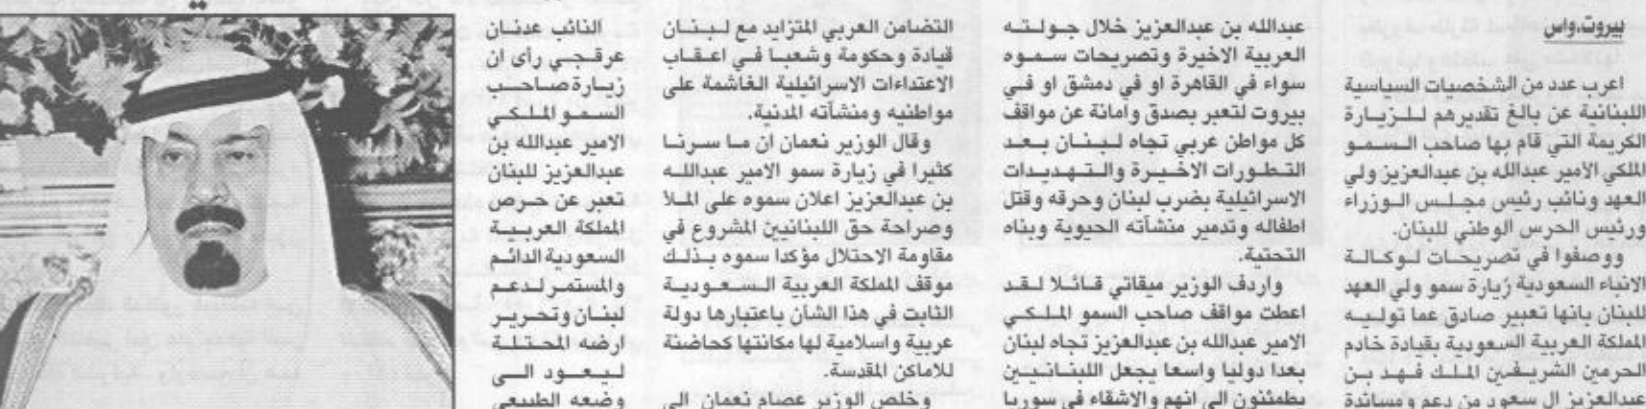 بيروت،واس
اعرب عدد من الشخصيات السياسية
اللبنانية عن بالغ تقديرهم للزيارة
الكريمة التي قام بها صاحب السمو
الملكي الأمير عبدالله بن عبدالعزيز ولي
العهد ونائب رئيس مجلس الوزراء
ورئيس الحرس الوطني للبنان.
ووصفوا في تصريحات لوكالة
الانباء السعودية زيارة سمو ولي العهد
للبنان بانها تعبير صادق عما توليه
المملكة العربية السعودية بقيادة خادم
الحرمين الشريفين الملك فهد بن
عبدالعزيز ال سعود من دعم ومساندة
عبدالله بن عبدالعزيز خلال جولته
العربية الاخيرة وتصريحات سموه
سواء في القاهرة او في دمشق او في
بيروت لتعبر بصدق وامانة عن مواقف
كل مواطن عربي تجاه لبنان بعد
التطورات الاخيرة والتهديدات
الاسرائيلية بضرب لبنان وحرقه وقتل
اطفاله وتدمير منشآته الحيوية وبناه
التحتية.
واردف الوزير ميقاتي قائلا لقد
اعطت مواقف صاحب السمو الملكي
الامير عبدالله بن عبدالعزيز تجاه لبنان
بعدا دوليا واسعا يجعل اللبنانيين
يطمئنون الى انهم والاشقاء في سوريا
التضامن العربي المتزايد مع لبنان
قيادة وحكومة وشعبا في اعقاب
الاعتداءات الاسرائيلية الغاشمة على
مواطنيه ومنشآته المدنية.
وقال الوزير نعمان ان ما سرنا
كثيرا في زيارة سمو الامير عبدالله
بن عبدالعزيز اعلان سموه على الملا
وصراحة حق اللبنانيين المشروع في
مقاومة الاحتلال مؤكدا سموه بذلك
موقف المملكة العربية السعودية
الثابت في هذا الشأن باعتبارها دولة
عربية واسلامية لها مكانتها كحاضنة
للاماكن المقدسة.
وخلص الوزير عصام نعمان الى
النائب عدنان
عرقجي رأى ان
زيارة صاحب
السمو الملكي
الامير عبدالله بن
عبدالعزيز للبنان
تعبر عن حرص
المملكة العربية
السعودية الدائم
والمستمر لدعم
لبنان وتحرير
ارضه المحتلة
ليعود الى
وضعه الطبيعي